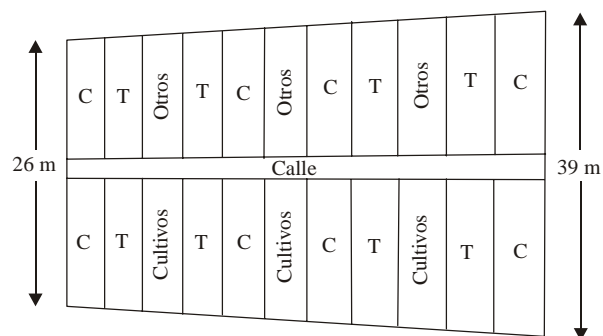 C T Otros T C Otros C T Otros T C
26 m
Calle
39 m
C T Cultivos T C Cultivos C T Cultivos T C